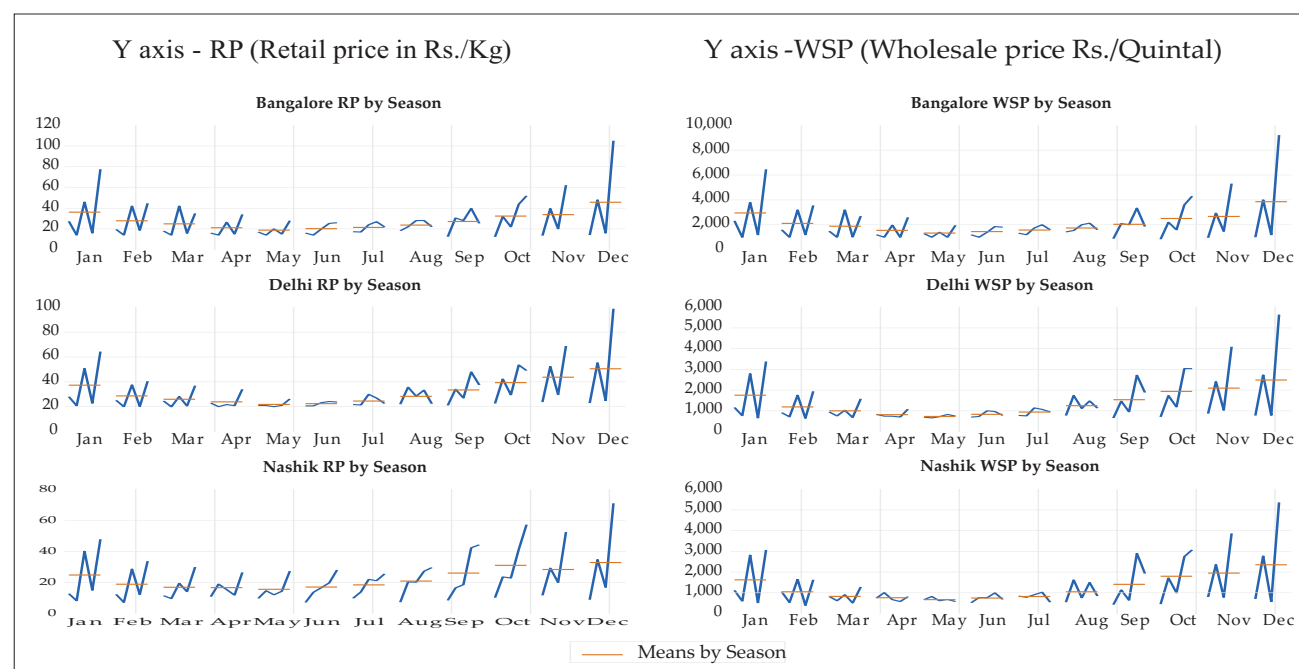 Y axis - RP (Retail price in Rs./Kg)
Y axis -WSP (Wholesale price Rs./Quintal)
Bangalore RP by Season
120
100
80
60
40
20
0
Jan Feb Mar Apr May Jun Jul Aug Sep Oct Nov Dec
Bangalore WSP by Season
10,000
8,000
6,000
4,000
2,000
0
Jan Feb Mar Apr May Jun Jul Aug Sep Oct Nov Dec
Delhi RP by Season
100
80
60
40
20
0
Jan Feb Mar Apr May Jun Jul Aug Sep Oct Nov Dec
Delhi WSP by Season
6,000
5,000
4,000
3,000
2,000
1,000
0
Jan Feb Mar Apr May Jun Jul Aug Sep Oct Nov Dec
Nashik RP by Season
80
60
40
20
0
Jan Feb Mar Apr May Jun Jul Aug Sep Oct Nov Dec
Nashik WSP by Season
6,000
5,000
4,000
3,000
2,000
1,000
0
Jan Feb Mar Apr May Jun Jul Aug Sep Oct Nov Dec
Means by Season